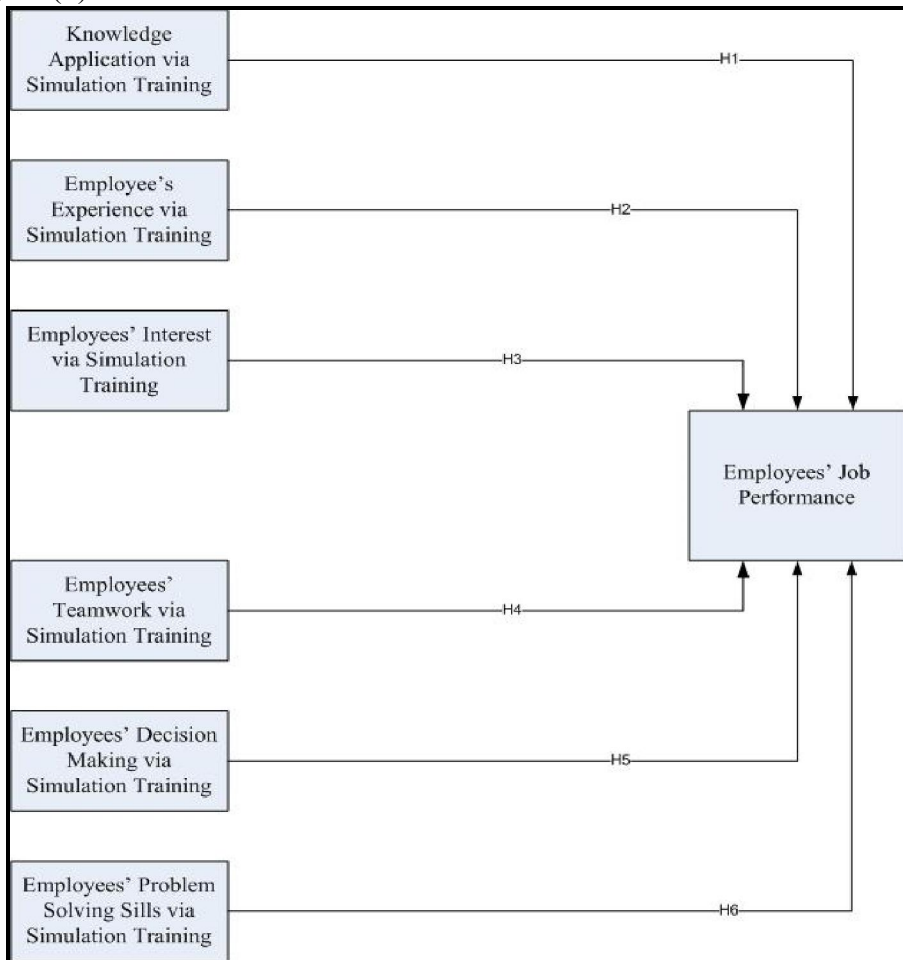 Knowledge
Application via
Simulation Training
H1
Employee's
Experience via
Simulation Training
H2
Employees' Interest
via Simulation
Training
H3
Employees' Job
Performance
Employees'
Teamwork via
Simulation Training
H4
Employees' Decision
Making via
Simulation Training
H5
Employees' Problem
Solving Sills via
Simulation Training
H6